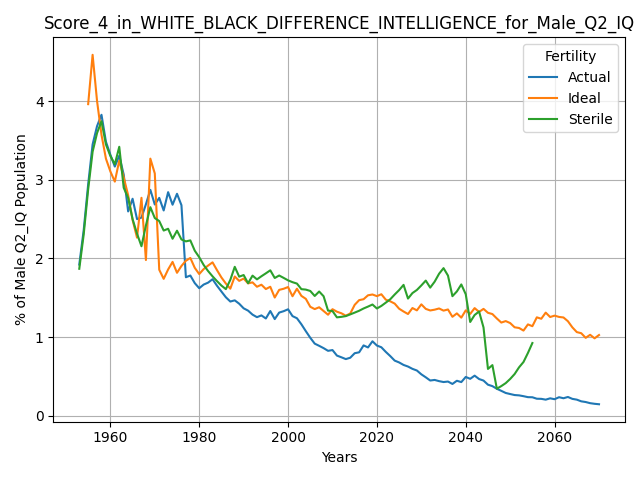 Score_4_in_WHITE_BLACK_DIFFERENCE_INTELLIGENCE_for_Male_Q2_IQ
Fertility
Actual
Ideal
Sterile
% of Male Q2_IQ Population
4
3
2
1
0
1960 1980 2000 2020 2040 2060
Years